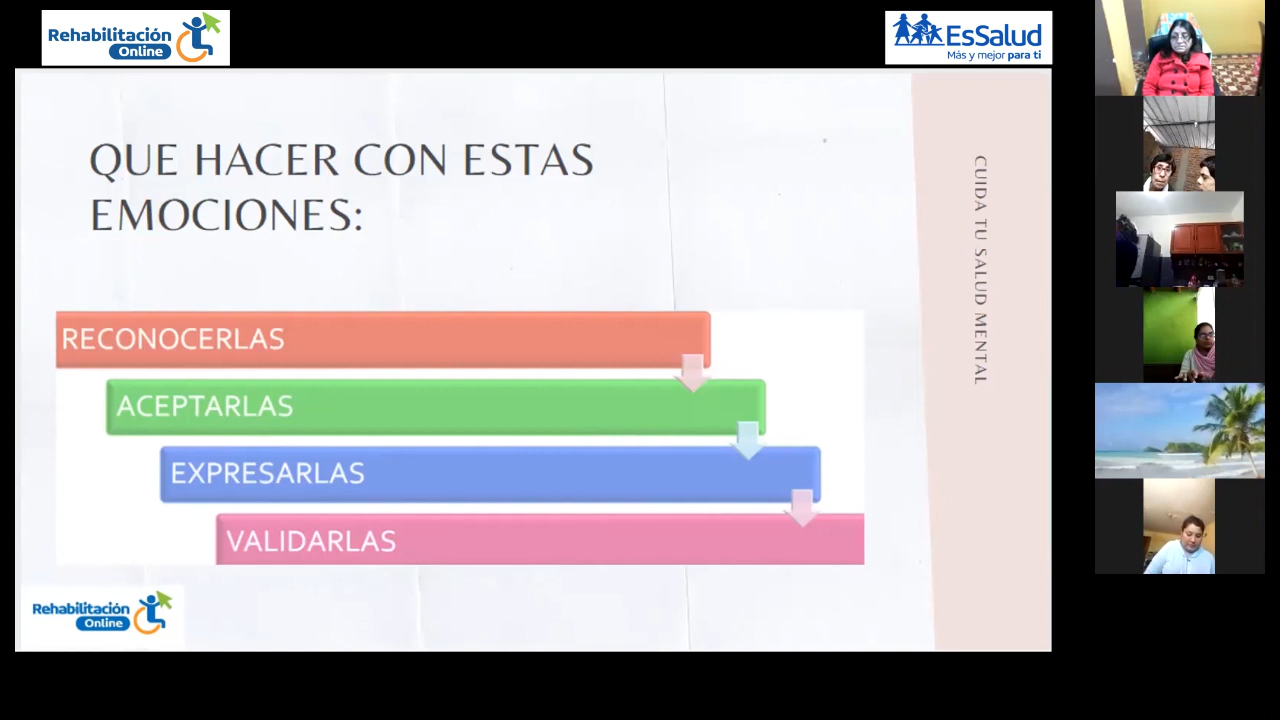 Rehabilitación
Online
EsSalud
Más y mejor para ti
QUE HACER CON ESTAS
EMOCIONES:
CUIDA TU SALUD MENTAL
RECONOCERLAS
ACEPTARLAS
EXPRESARLAS
VALIDARLAS
Rehabilitación
Online